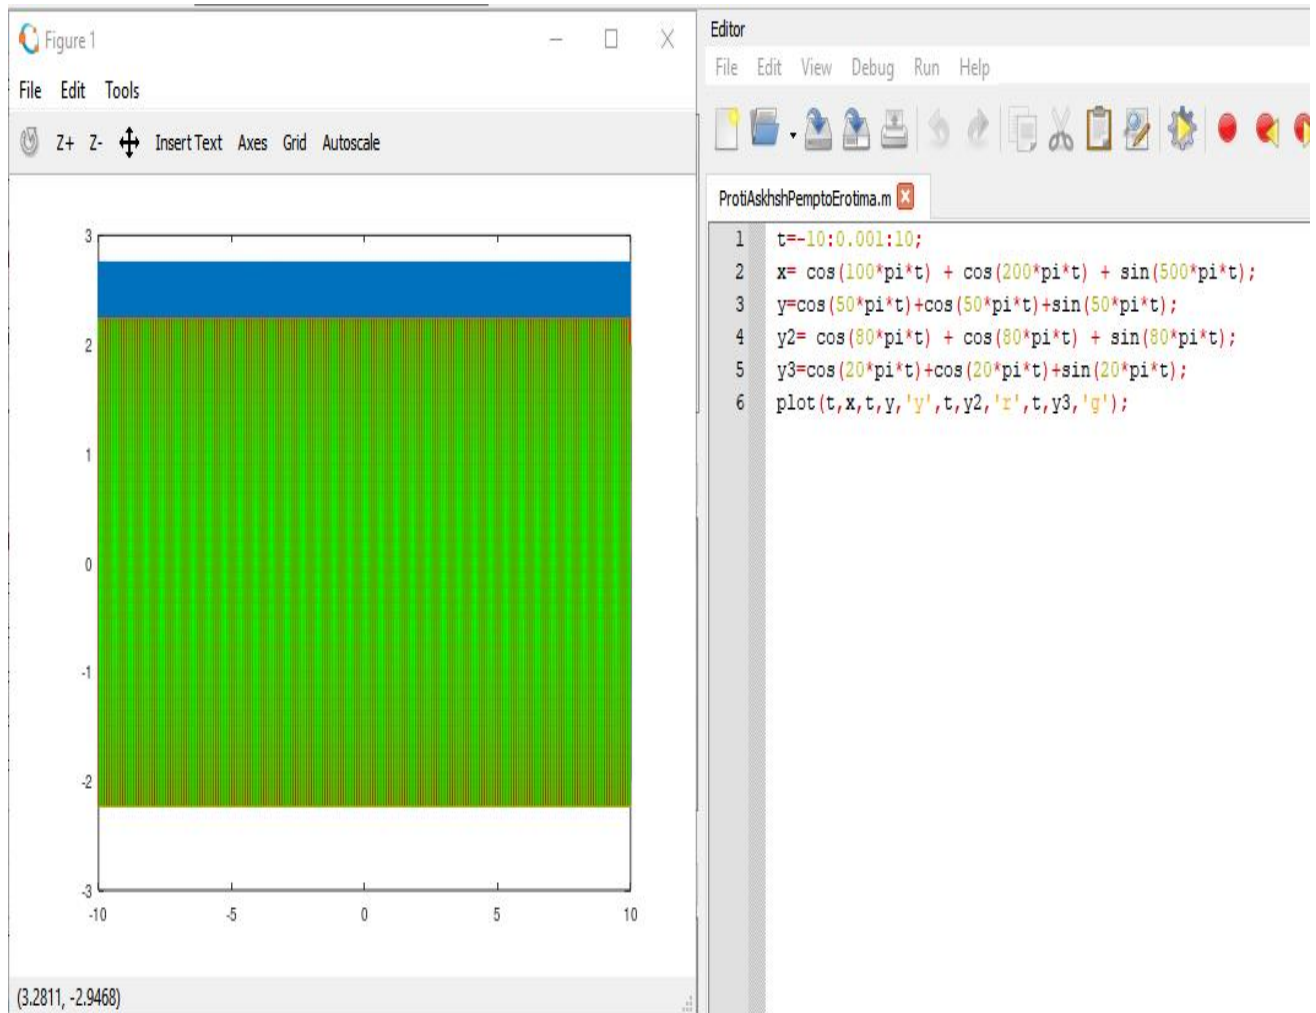 Figure 1
File Edit Tools
Z+ Z- Insert Text Axes Grid Autoscale
3
2
1
0
-1
-2
-3
-10 -5 0 5 10
(3.2811, -2.9468)
Editor
File Edit View Debug Run Help
ProtiAskhshPemptoErotima.m
1 t=-10:0.001:10;
2 x= cos(100*pi*t) + cos(200*pi*t) + sin(500*pi*t);
3 y=cos(50*pi*t)+cos(50*pi*t)+sin(50*pi*t);
4 y2= cos(80*pi*t) + cos(80*pi*t) + sin(80*pi*t);
5 y3=cos(20*pi*t)+cos(20*pi*t)+sin(20*pi*t);
6 plot(t,x,t,y,'y',t,y2,'r',t,y3,'g');